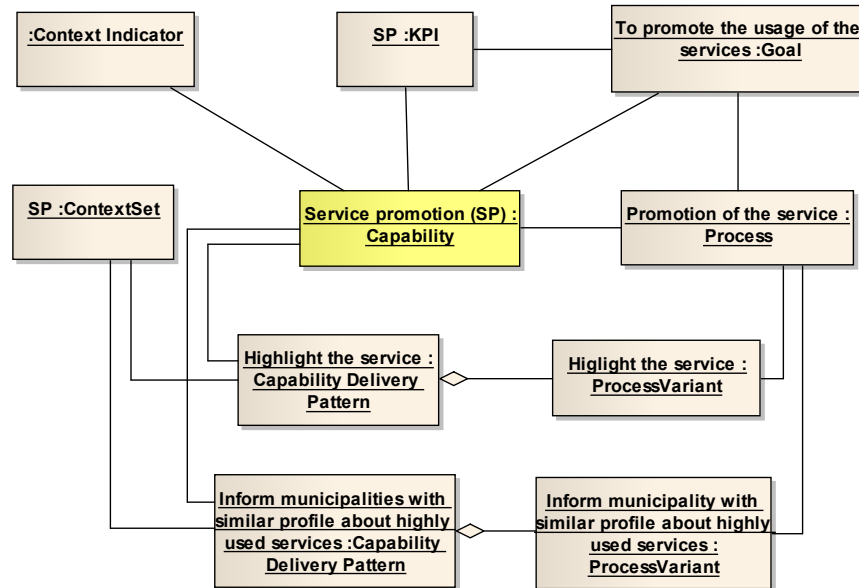 :Context Indicator
SP :KPI
To promote the usage of the
services :Goal
SP :ContextSet
Service promotion (SP) :
Capability
Promotion of the service :
Process
Highlight the service :
Capability Delivery
Pattern
Higlight the service :
ProcessVariant
Inform municipalities with
similar profile about highly
used services :Capability
Delivery Pattern
Inform municipality with
similar profile about highly
used services :
ProcessVariant